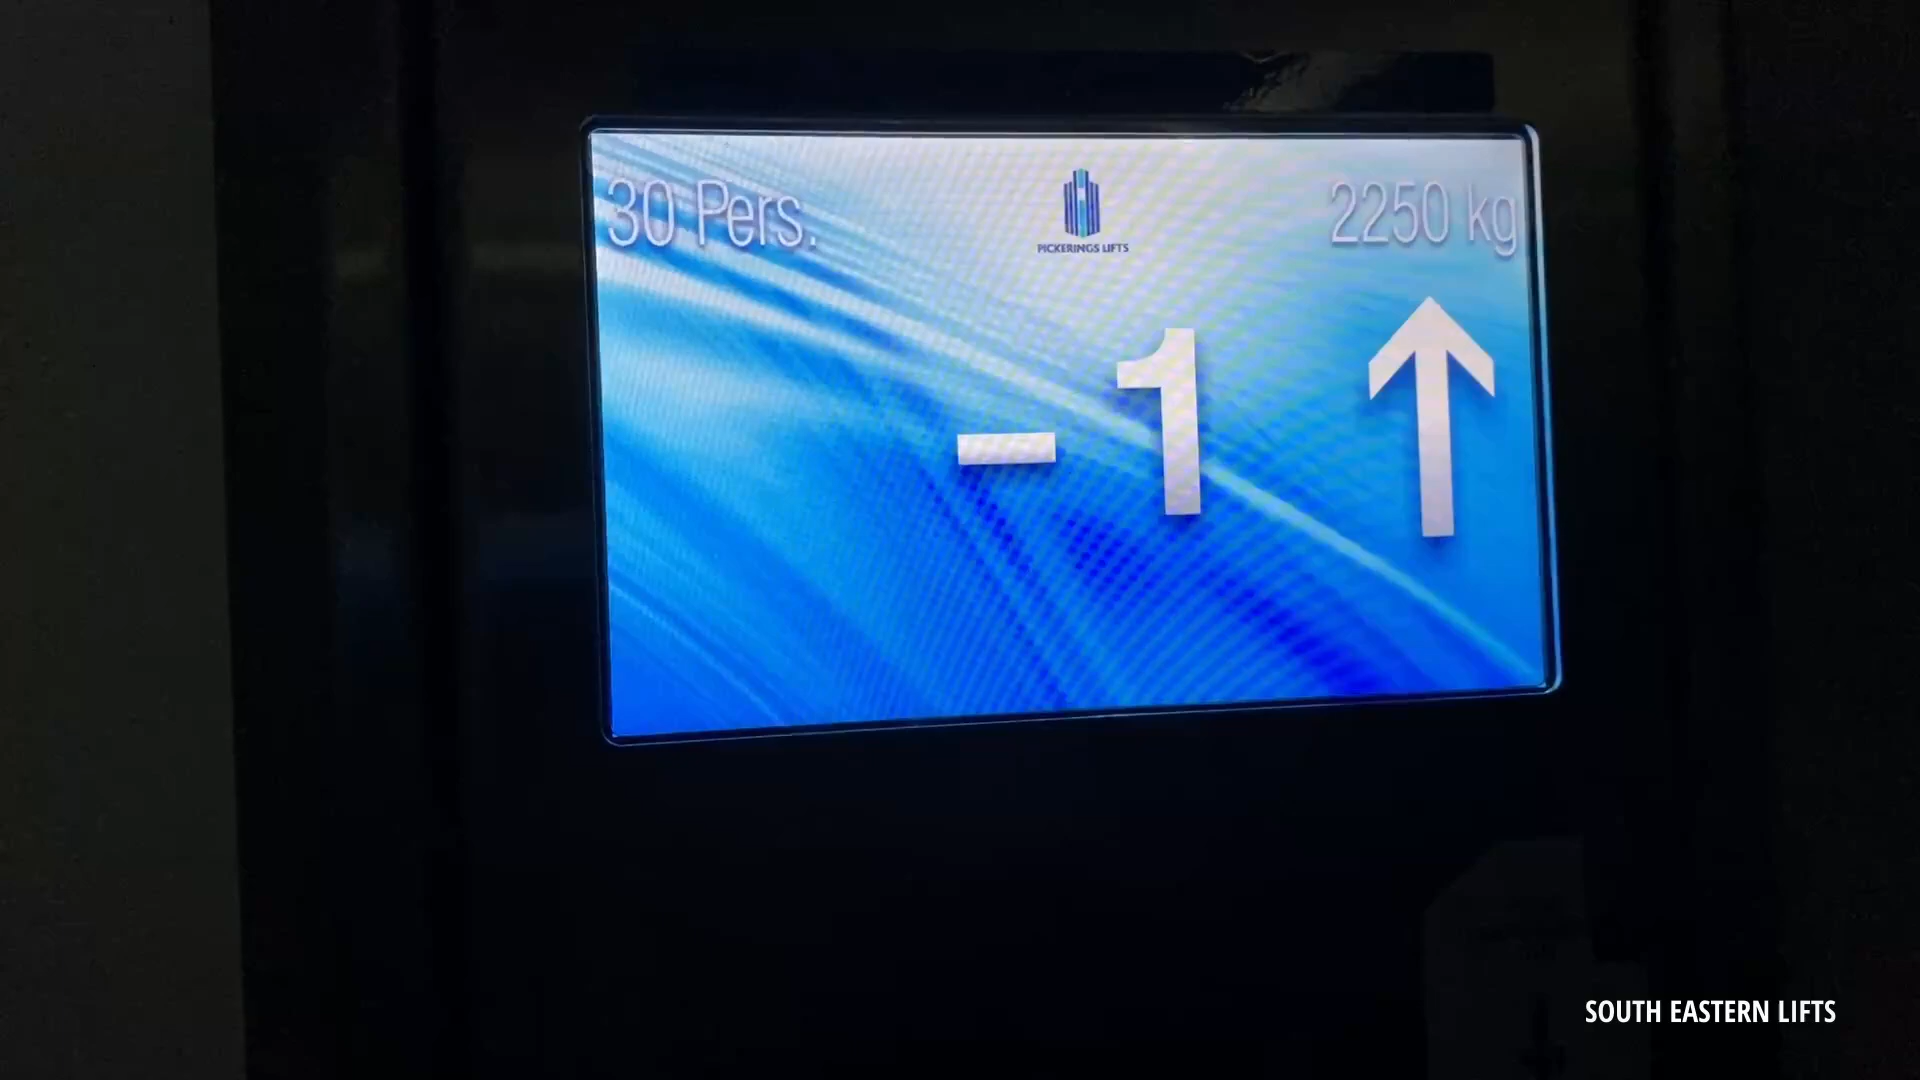 30 Pers.
PICKERINGS LIFTS
2250 kg
-1
SOUTH EASTERN LIFTS